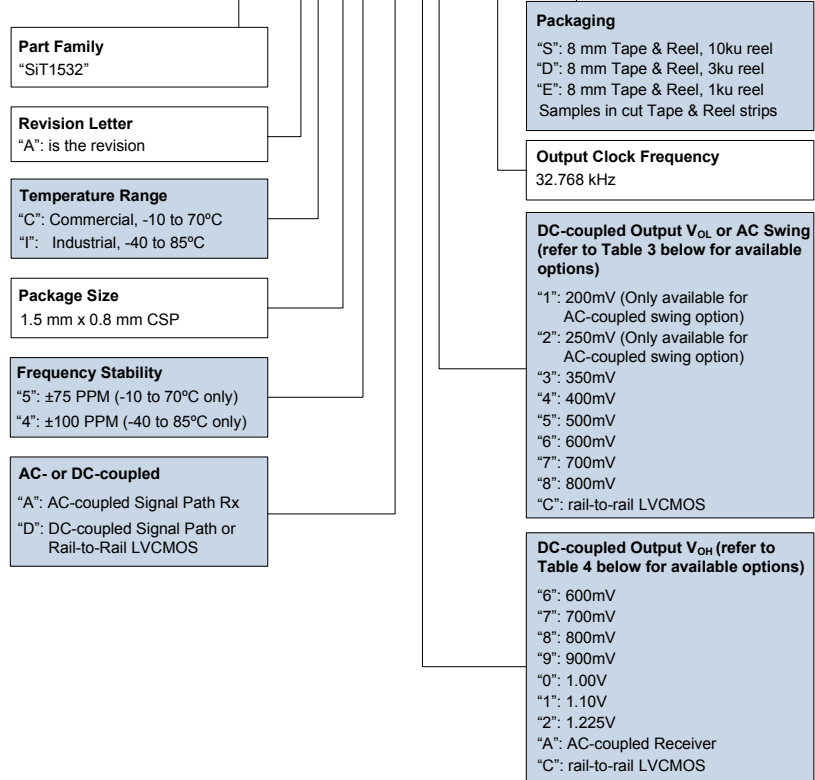 Part Family
“SiT1532”
Revision Letter
“A”: is the revision
Temperature Range
“C”: Commercial, -10 to 70ºC
“I”: Industrial, -40 to 85ºC
Package Size
1.5 mm x 0.8 mm CSP
Frequency Stability
“5”: ±75 PPM (-10 to 70ºC only)
“4”: ±100 PPM (-40 to 85ºC only)
AC- or DC-coupled
“A”: AC-coupled Signal Path Rx
“D”: DC-coupled Signal Path or
Rail-to-Rail LVCMOS
Packaging
“S”: 8 mm Tape & Reel, 10ku reel
“D”: 8 mm Tape & Reel, 3ku reel
“E”: 8 mm Tape & Reel, 1ku reel
Samples in cut Tape & Reel strips
Output Clock Frequency
32.768 kHz
DC-coupled Output VOL or AC Swing
(refer to Table 3 below for available
options)
“1”: 200mV (Only available for
AC-coupled swing option)
“2”: 250mV (Only available for
AC-coupled swing option)
“3”: 350mV
“4”: 400mV
“5”: 500mV
“6”: 600mV
“7”: 700mV
“8”: 800mV
“C”: rail-to-rail LVCMOS
DC-coupled Output VOH (refer to
Table 4 below for available options)
“6”: 600mV
“7”: 700mV
“8”: 800mV
“9”: 900mV
“0”: 1.00V
“1”: 1.10V
“2”: 1.225V
“A”: AC-coupled Receiver
“C”: rail-to-rail LVCMOS